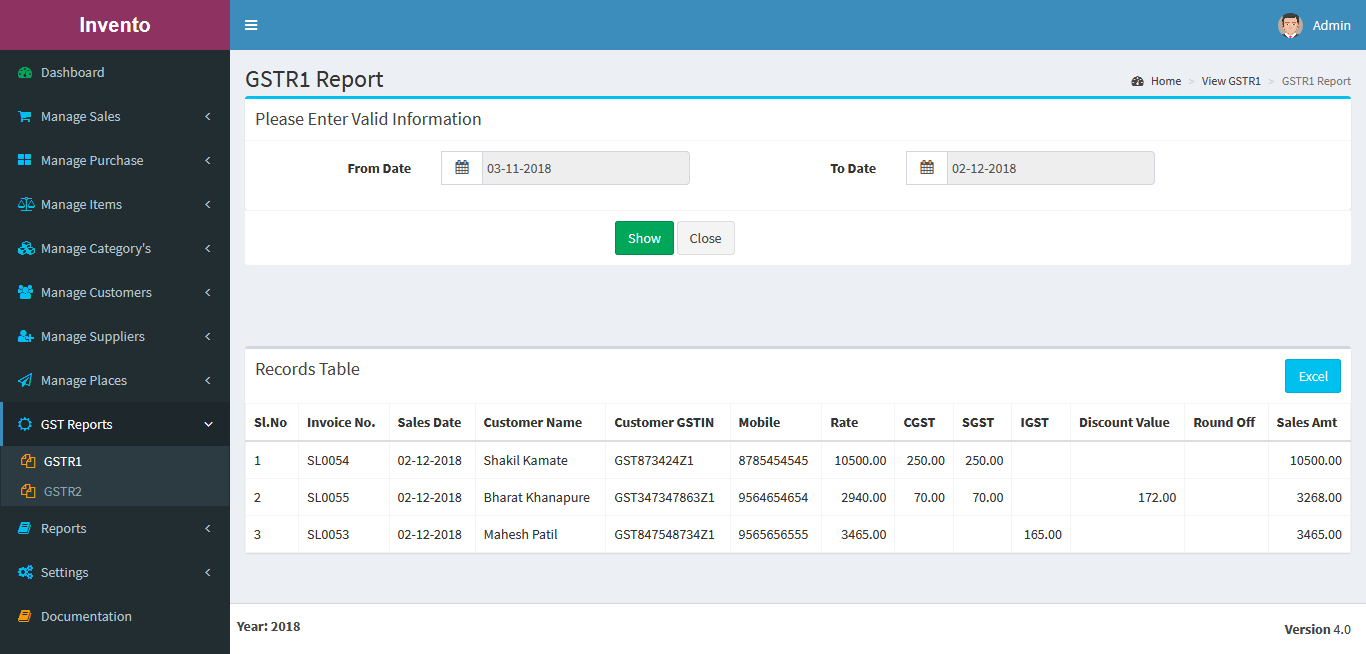 Invento
Admin
Dashboard
Manage Sales
Manage Purchase
Manage Items
Manage Category's
Manage Customers
Manage Suppliers
Manage Places
GST Reports
GSTR1
GSTR2
Reports
Settings
Documentation
GSTR1 Report
Home > View GSTR1 > GSTR1 Report
Please Enter Valid Information
From Date 03-11-2018 To Date 02-12-2018
Show Close
Records Table
Excel
Sl.No Invoice No. Sales Date Customer Name Customer GSTIN Mobile Rate CGST SGST IGST Discount Value Round Off Sales Amt
1 SL0054 02-12-2018 Shakil Kamate GST873424Z1 8785454545 10500.00 250.00 250.00 10500.00
2 SL0055 02-12-2018 Bharat Khanapure GST347347863Z1 9564654654 2940.00 70.00 70.00 172.00 3268.00
3 SL0053 02-12-2018 Mahesh Patil GST847548734Z1 9565656555 3465.00 165.00 3465.00
Year: 2018
Version 4.0